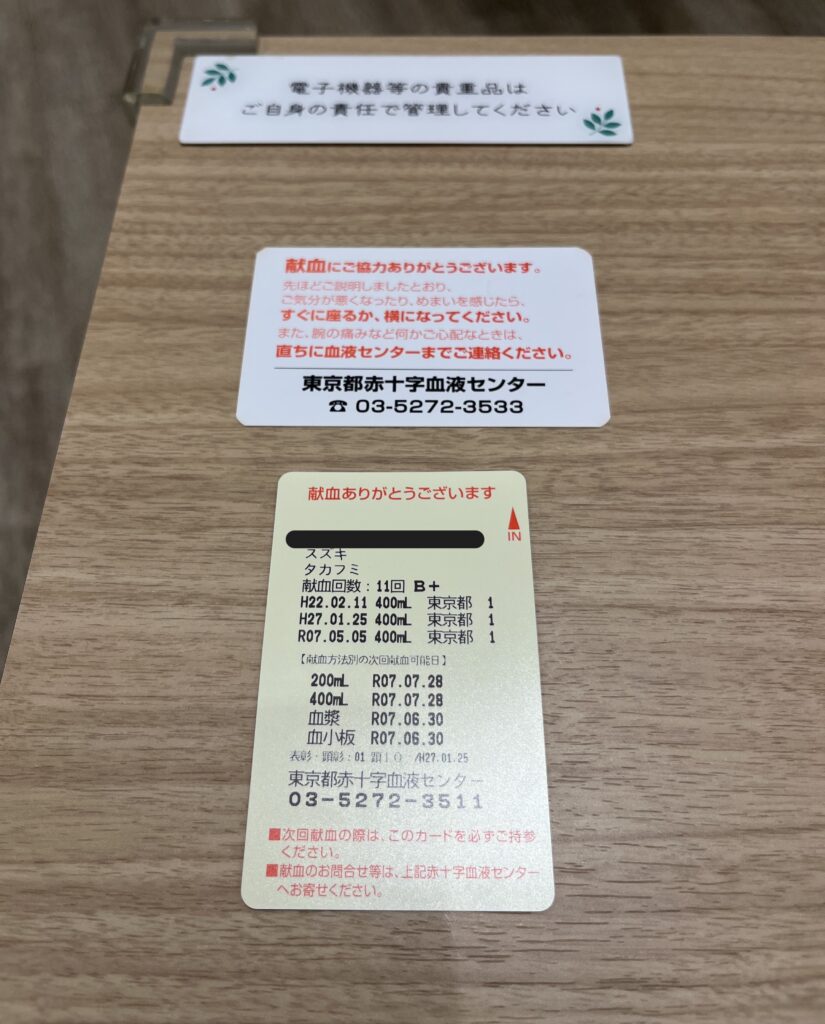 電子機器等の貴重品は
ご自身の責任で管理してください
献血にご協力ありがとうございます。
先ほどご説明しましたとおり、
ご気分が悪くなったり、めまいを感じたら、
すぐに座るか、横になってください。
また、腕の痛みなど何かご心配なときは、
直ちに血液センターまでご連絡ください。
東京都赤十字血液センター
☎ 03-5272-3533
献血ありがとうございます
IN
スズキ
タカフミ
献血回数：11回 B+
H22.02.11 400mL 東京都 1
H27.01.25 400mL 東京都 1
R07.05.05 400mL 東京都 1
【献血方法別の次回献血可能日】
200mL R07.07.28
400mL R07.07.28
血漿 R07.06.30
血小板 R07.06.30
表彰・顕彰：01 /H27.01.25
東京都赤十字血液センター
03-5272-3511
■次回献血の際は、このカードを必ずご持参
ください。
■献血のお問合せ等は、上記赤十字血液センター
へお寄せください。